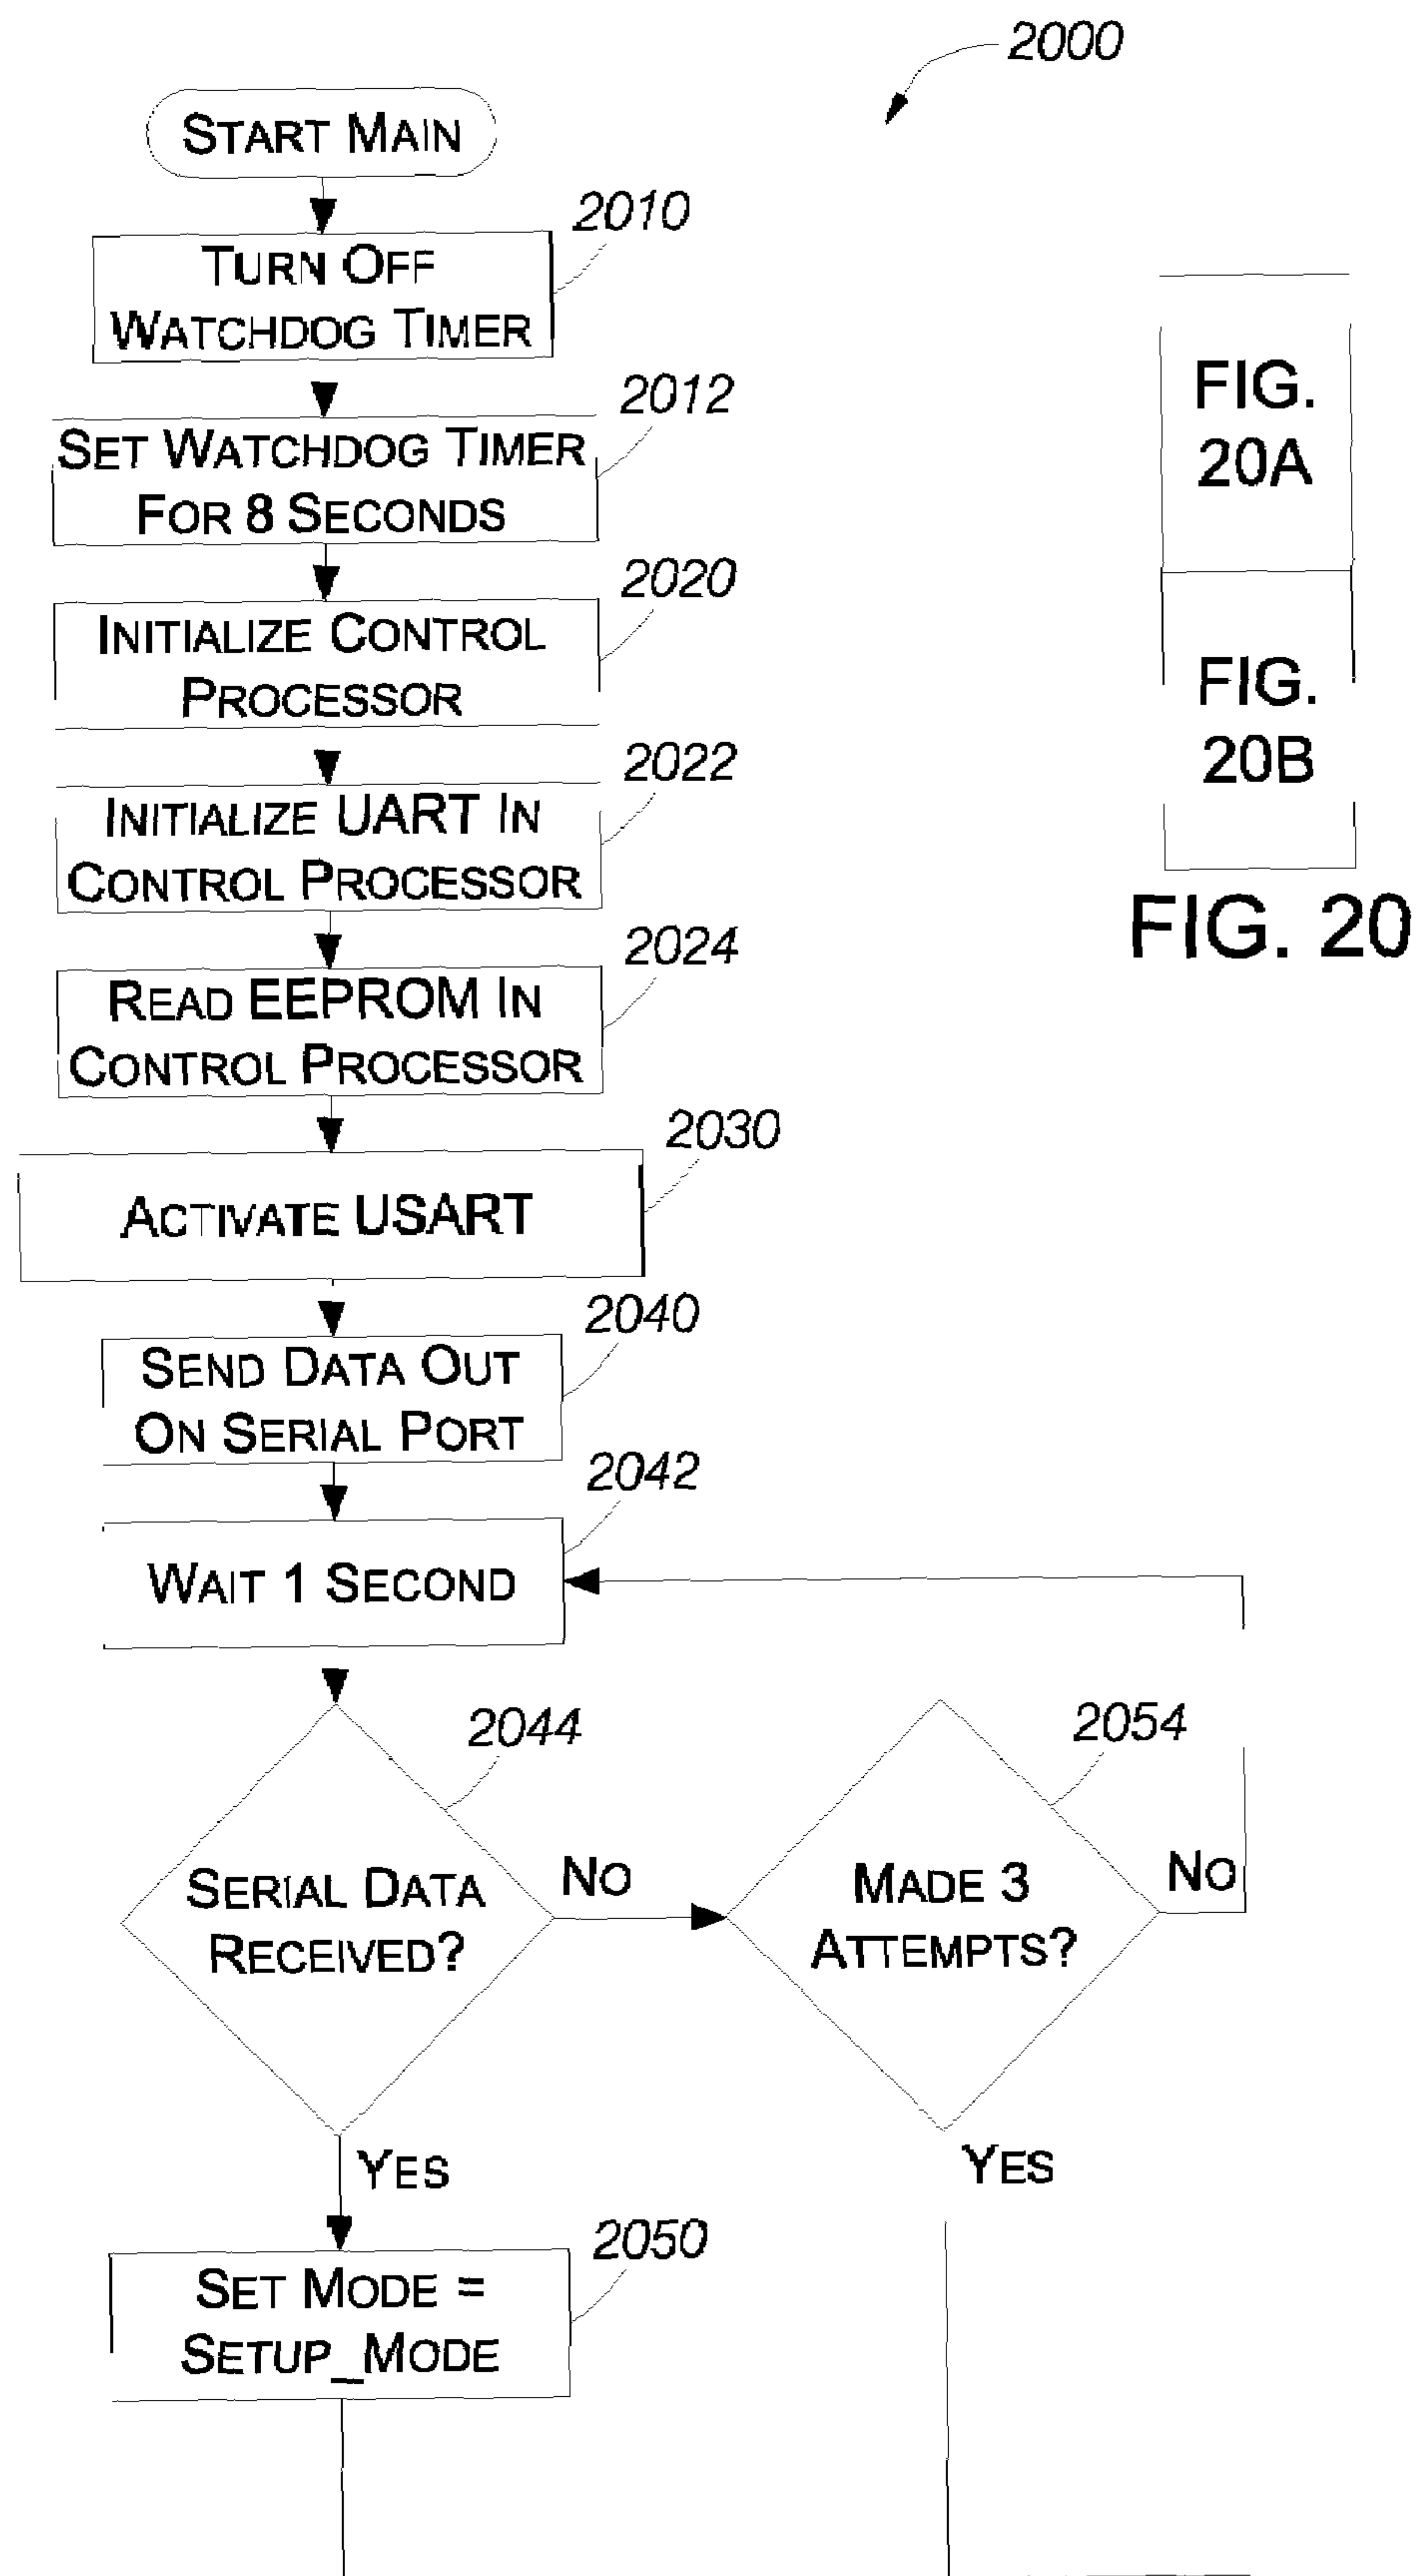 2000
START MAIN
2010
TURN OFF
WATCHDOG TIMER
2012
SET WATCHDOG TIMER
FOR 8 SECONDS
2020
INITIALIZE CONTROL
PROCESSOR
2022
INITIALIZE UART IN
CONTROL PROCESSOR
2024
READ EEPROM IN
CONTROL PROCESSOR
2030
ACTIVATE USART
2040
SEND DATA OUT
ON SERIAL PORT
2042
WAIT 1 SECOND
2044
SERIAL DATA
RECEIVED?
NO
2054
MADE 3
ATTEMPTS?
NO
YES
YES
2050
SET MODE =
SETUP_MODE
FIG.
20A
FIG.
20B
FIG. 20